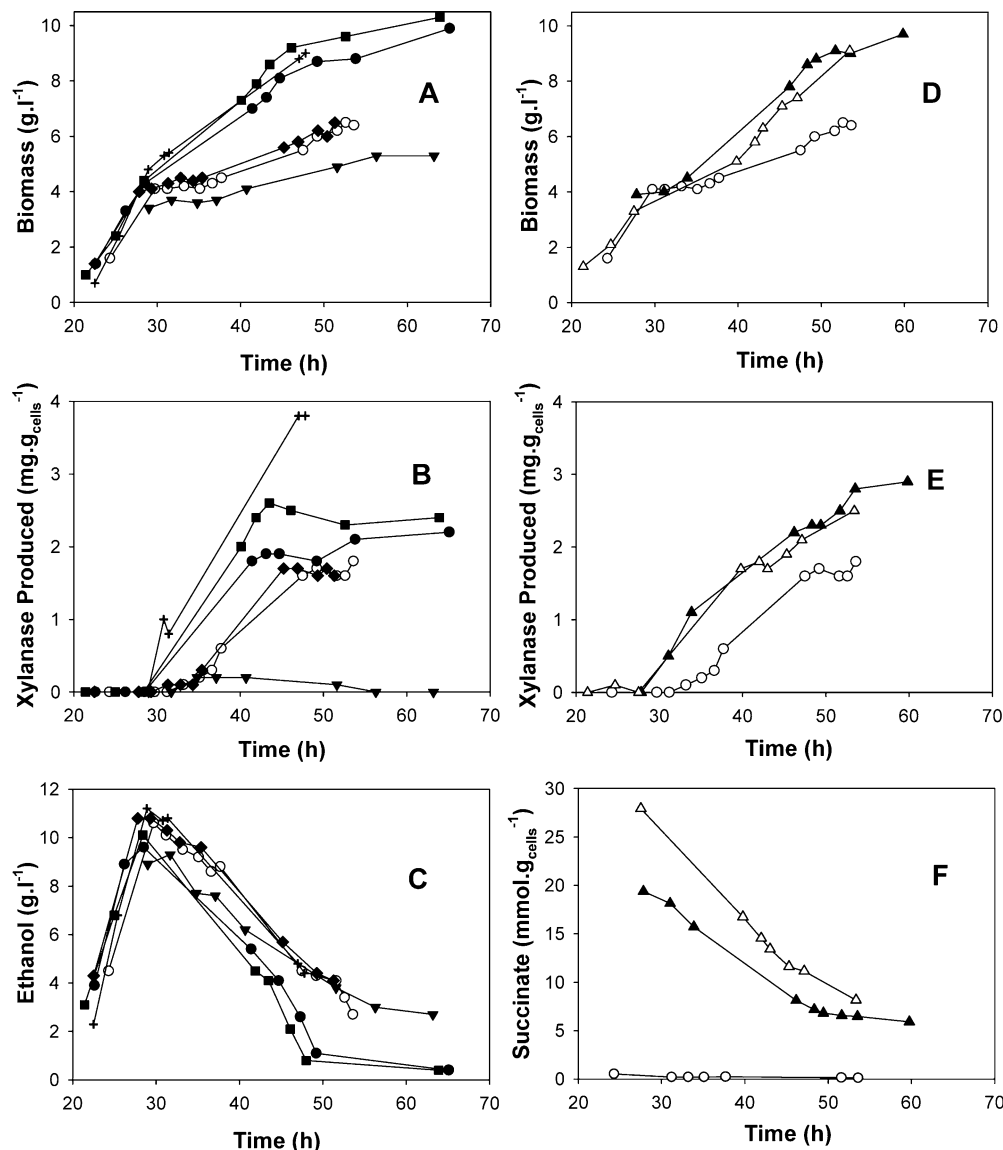 10
8
6
4
2
0
Biomass (g.l⁻¹)
A
20 30 40 50 60 70
Time (h)
10
8
6
4
2
0
Biomass (g.l⁻¹)
D
20 30 40 50 60 70
Time (h)
4
3
2
1
0
Xylanase Produced (mg.g_cells⁻¹)
B
20 30 40 50 60 70
Time (h)
4
3
2
1
0
Xylanase Produced (mg.g_cells⁻¹)
E
20 30 40 50 60 70
Time (h)
12
10
8
6
4
2
0
Ethanol (g.l⁻¹)
C
20 30 40 50 60 70
Time (h)
30
25
20
15
10
5
0
Succinate (mmol.g_cells⁻¹)
F
20 30 40 50 60 70
Time (h)